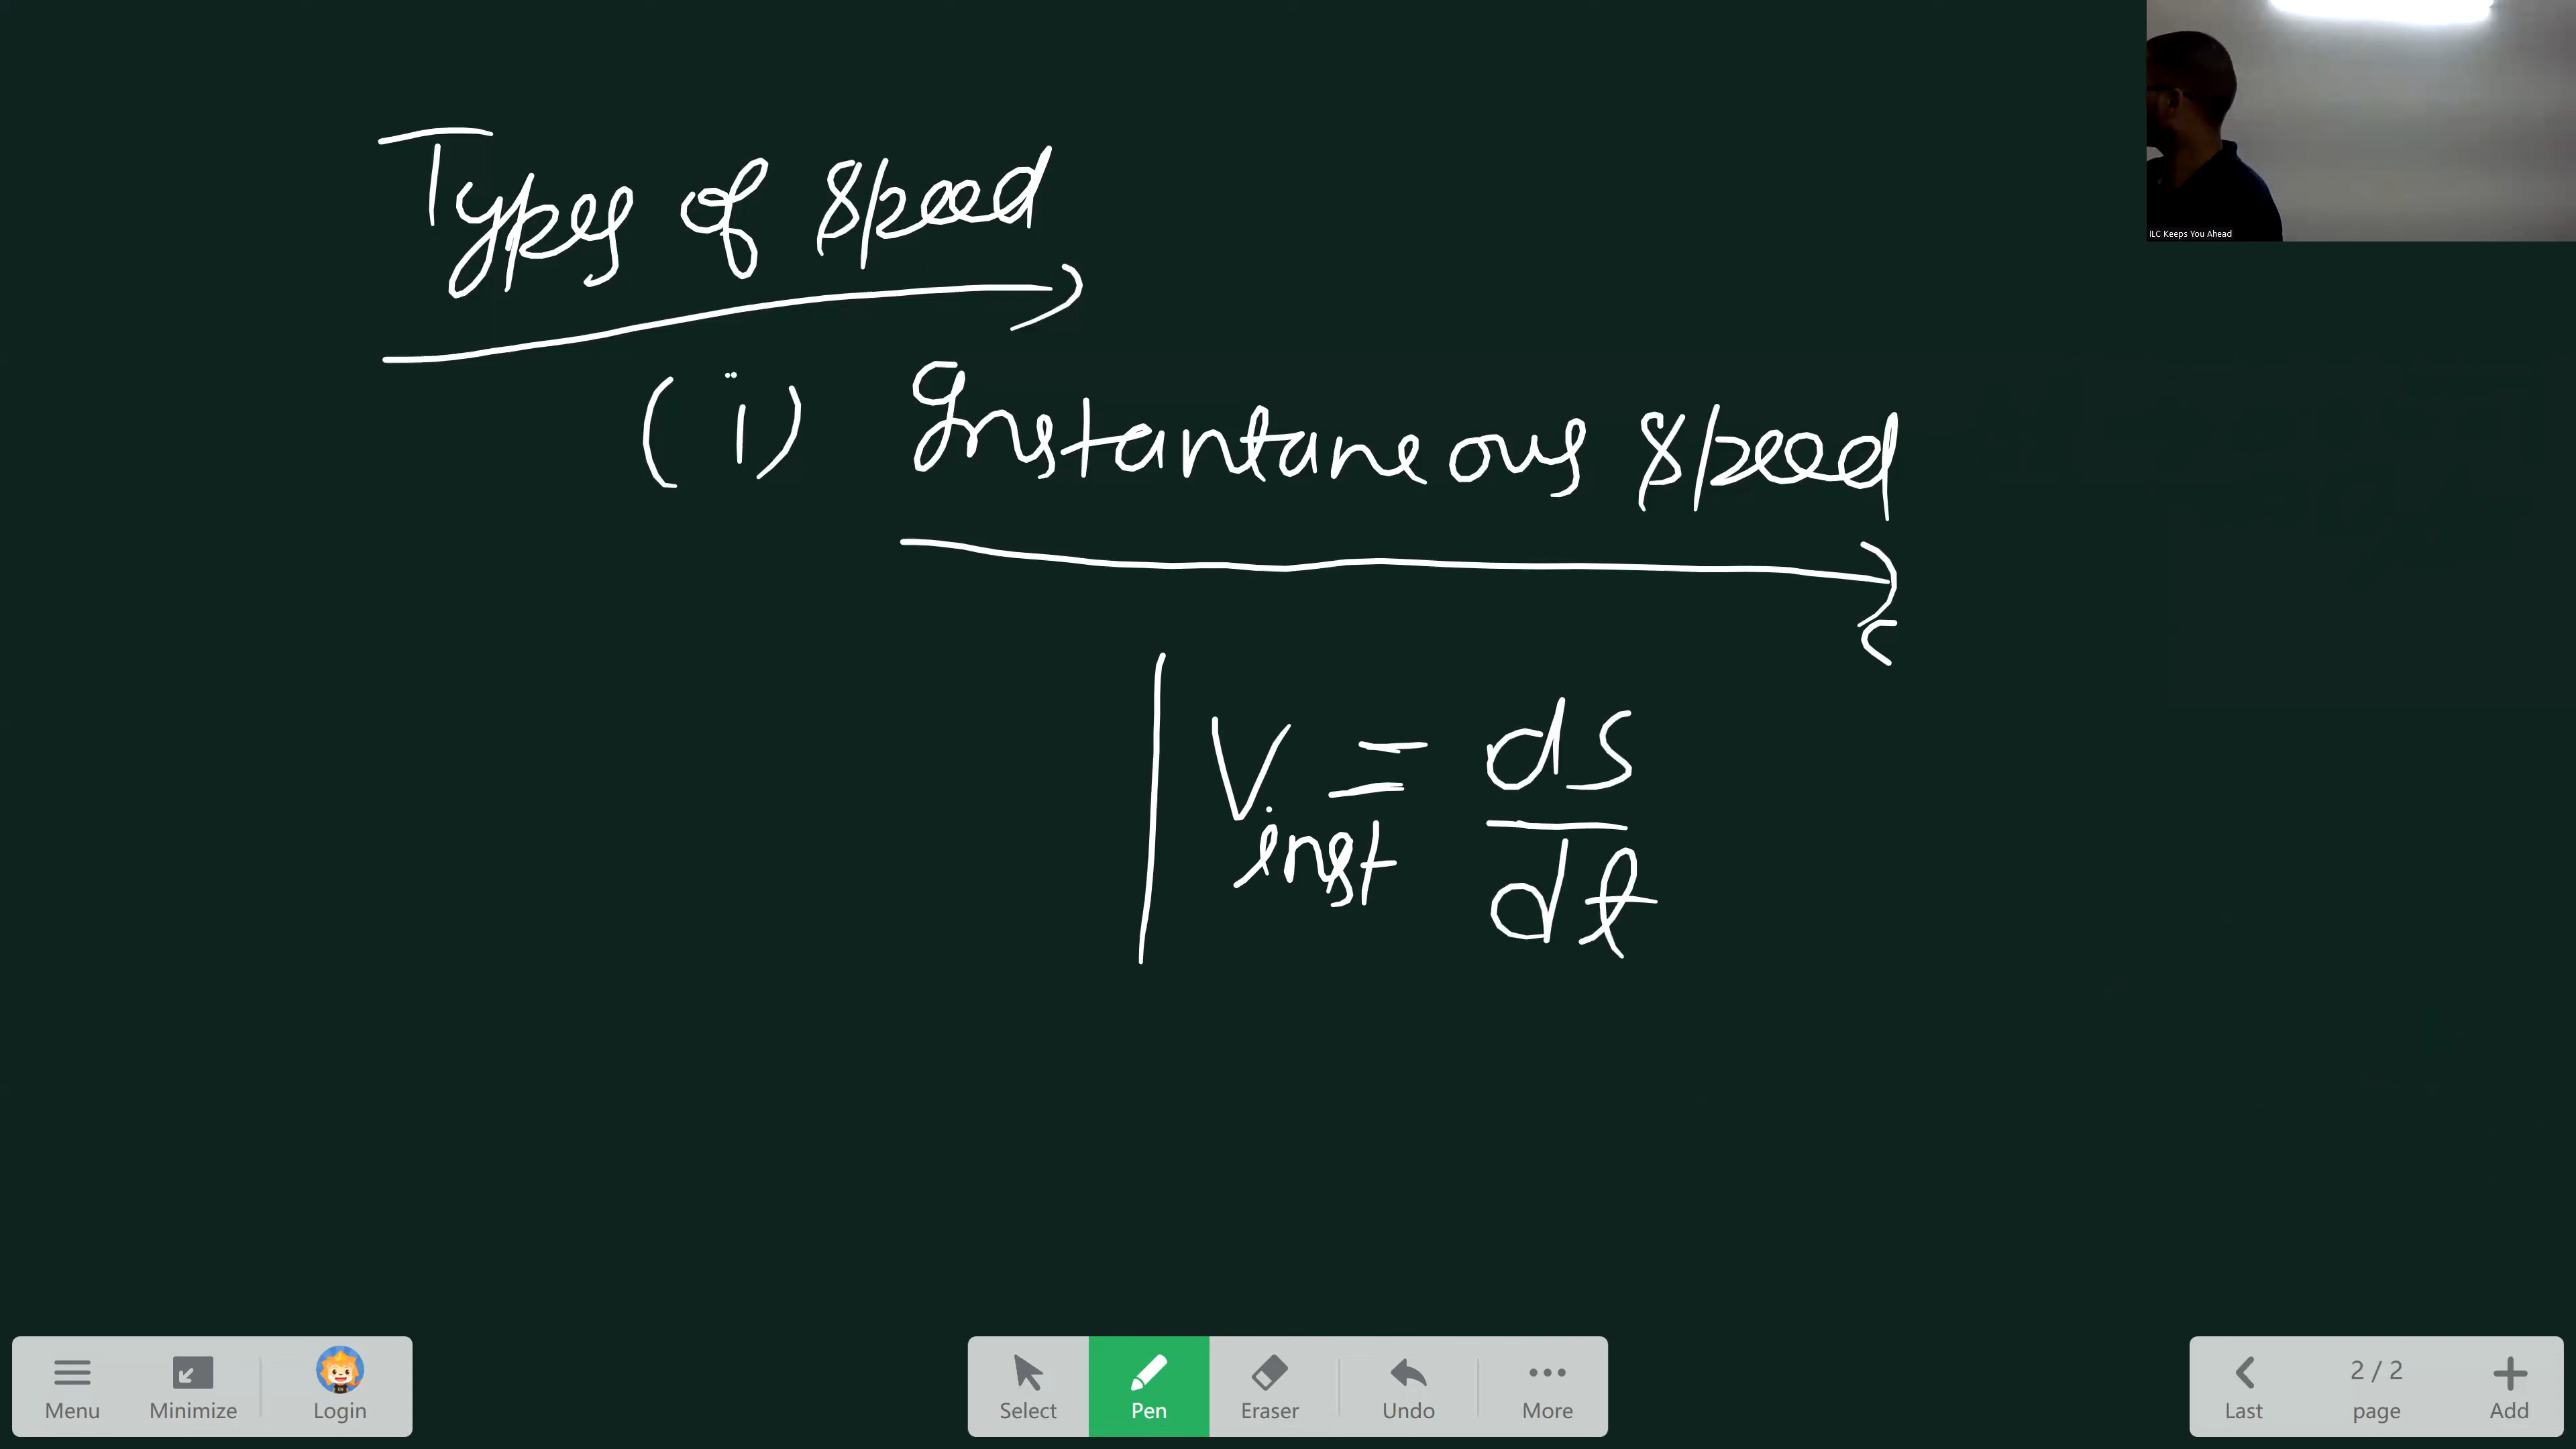 Types of speed
(i) Instantaneous speed
V inst = ds
dt
ILC Keeps You Ahead
Menu Minimize Login Select Pen Eraser Undo More Last 2 / 2 page Add